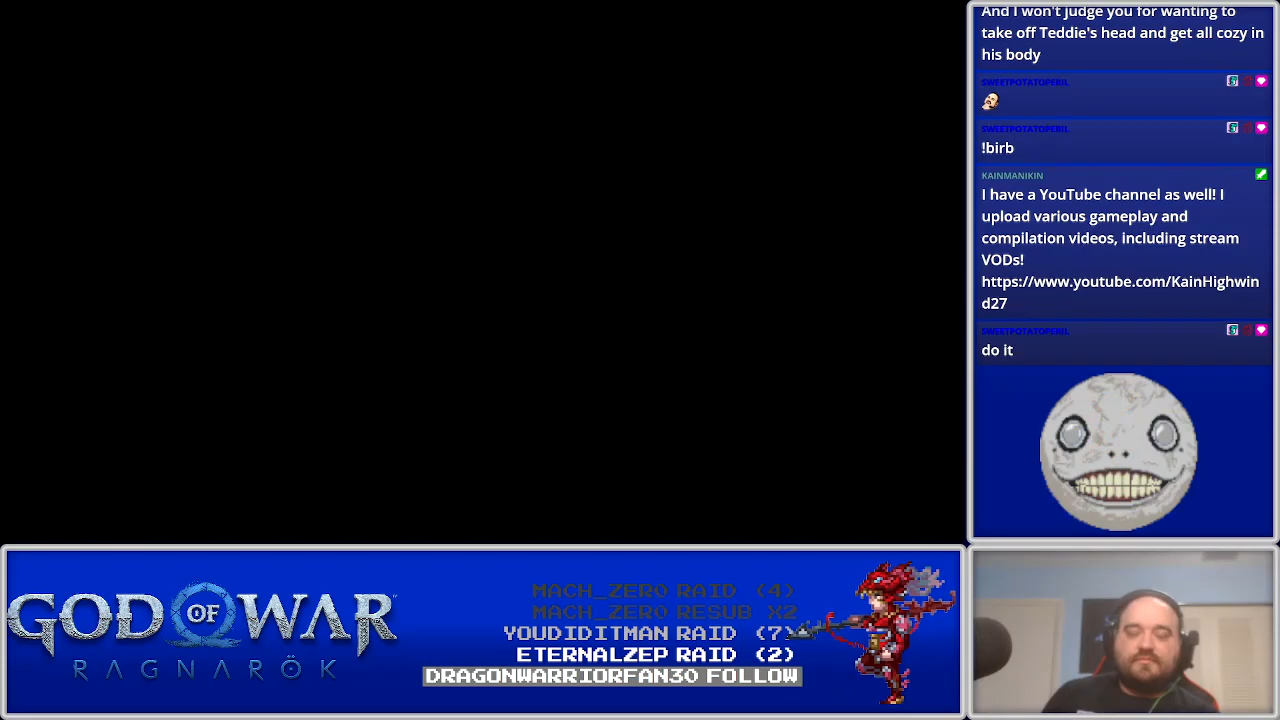 And I won't judge you for wanting to
take off Teddie's head and get all cozy in
his body
SWEETPOTATOPERIL
SWEETPOTATOPERIL
!birb
KAINMANIKIN
I have a YouTube channel as well! I
upload various gameplay and
compilation videos, including stream
VODs!
https://www.youtube.com/KainHighwin
d27
SWEETPOTATOPERIL
do it
GOD OF WAR
RAGNARÖK
MACH_ZERO RAID (4)
MACH_ZERO RESUB X2
YOUDIDITMAN RAID (7)
ETERNALZEP RAID (2)
DRAGONWARRIORFAN30 FOLLOW